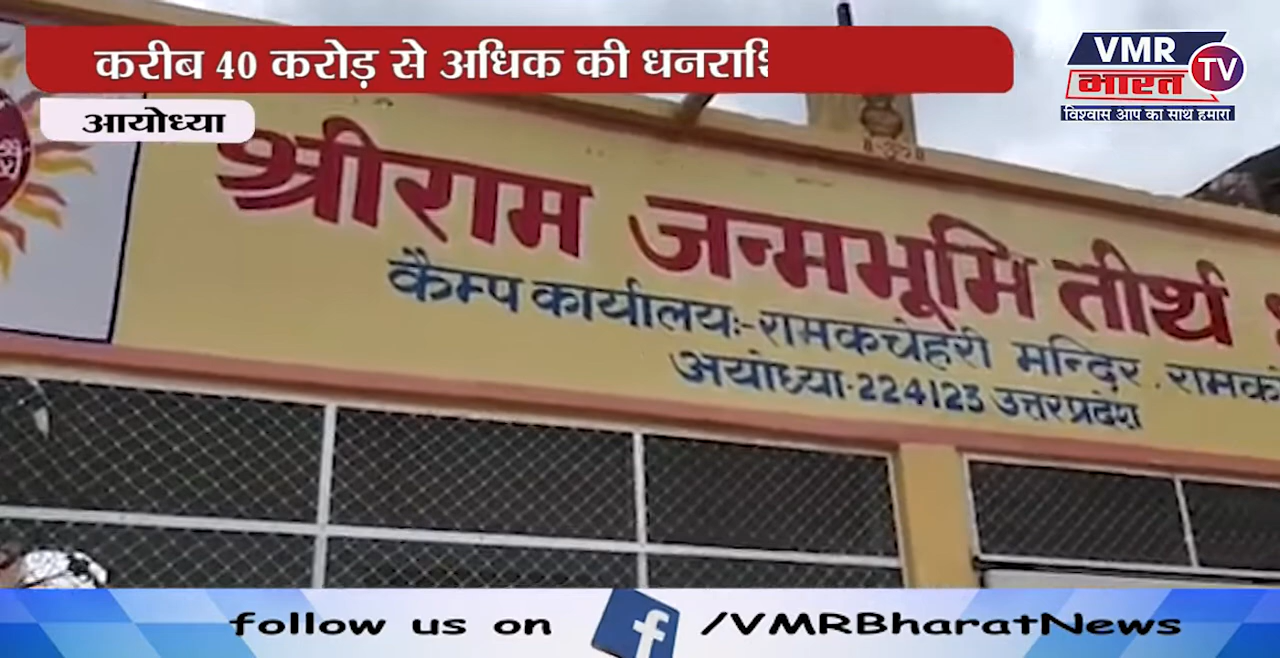 करीब 40 करोड़ से अधिक की धनराशि
आयोध्या
VMR
भारत
TV
विश्वास आप का साथ हमारा
श्रीराम जन्मभूमि तीर्थ
कैम्प कार्यालयः-रामकचेहरी मन्दिर, रामको
अयोध्या-224123 उत्तरप्रदेश
follow us on f /VMRBharatNews